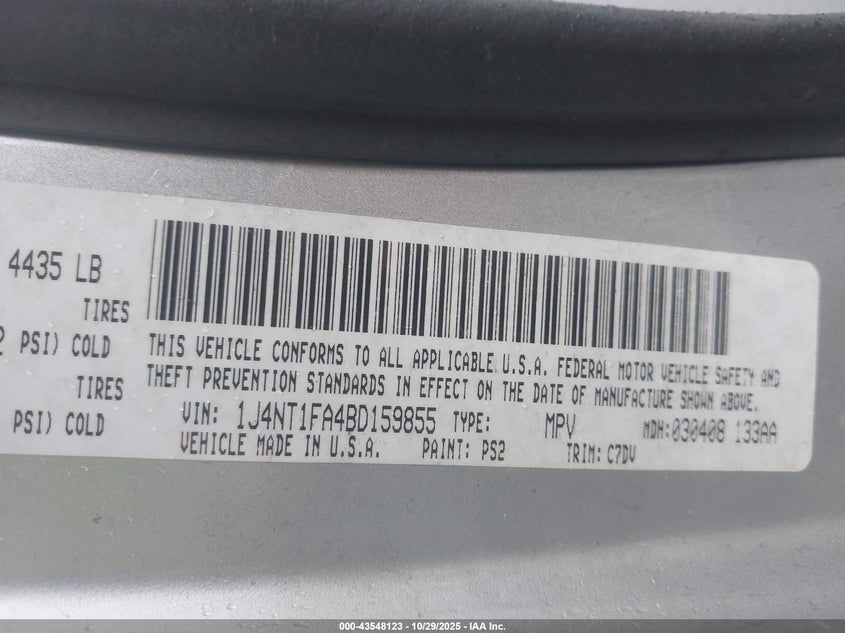 4435 LB
TIRES
PSI) COLD
TIRES
PSI) COLD
THIS VEHICLE CONFORMS TO ALL APPLICABLE U.S.A. FEDERAL MOTOR VEHICLE SAFETY AND
THEFT PREVENTION STANDARDS IN EFFECT ON THE DATE OF MANUFACTURE SHOWN ABOVE.
VIN: 1J4NT1FA4BD159855 TYPE: MPV MDH:030408 133AA
VEHICLE MADE IN U.S.A. PAINT: PS2 TRIM: C7DV
000-43548123 - 10/29/2025 - IAA Inc.